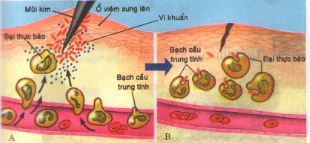 Mũi kim
Ổ viêm sưng lên
Vi khuẩn
Đại thực bào
Bạch cầu
trung tính
A
Bạch cầu
trung tính
Đại thực bào
B